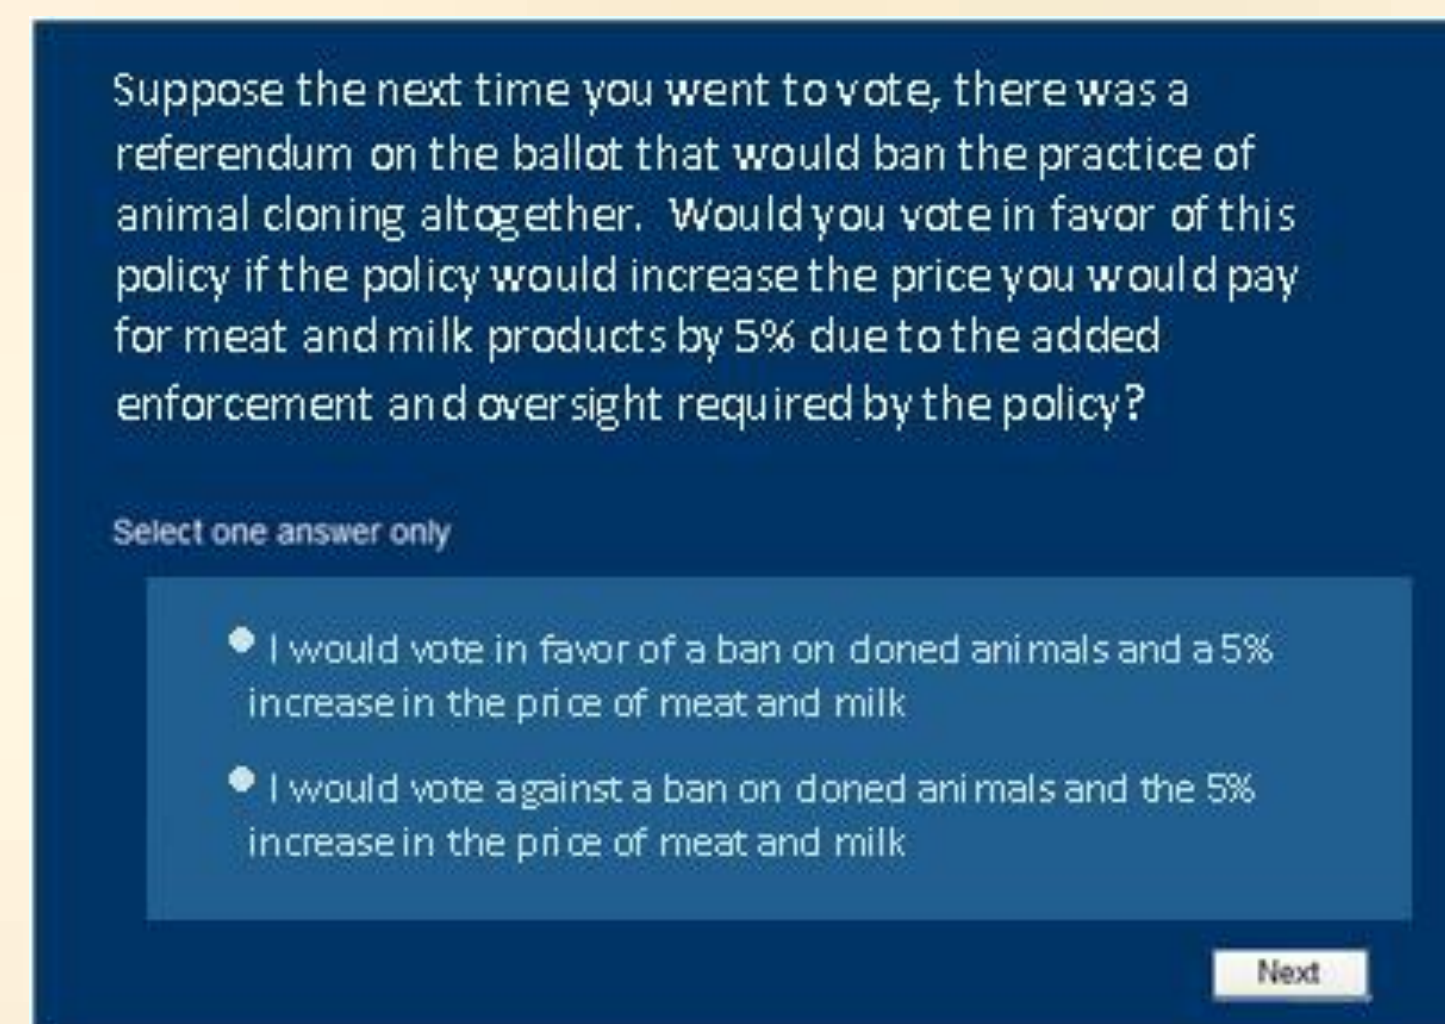 Suppose the next time you went to vote, there was a
referendum on the ballot that would ban the practice of
animal cloning altogether. Would you vote in favor of this
policy if the policy would increase the price you would pay
for meat and milk products by 5% due to the added
enforcement and oversight required by the policy?
Select one answer only
I would vote in favor of a ban on cloned animals and a 5%
increase in the price of meat and milk
I would vote against a ban on cloned animals and the 5%
increase in the price of meat and milk
Next